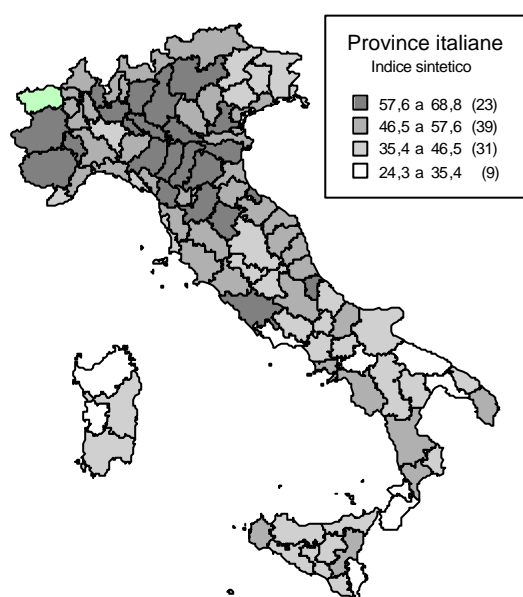 Province italiane
Indice sintetico
57,6 a 68,8 (23)
46,5 a 57,6 (39)
35,4 a 46,5 (31)
24,3 a 35,4 (9)